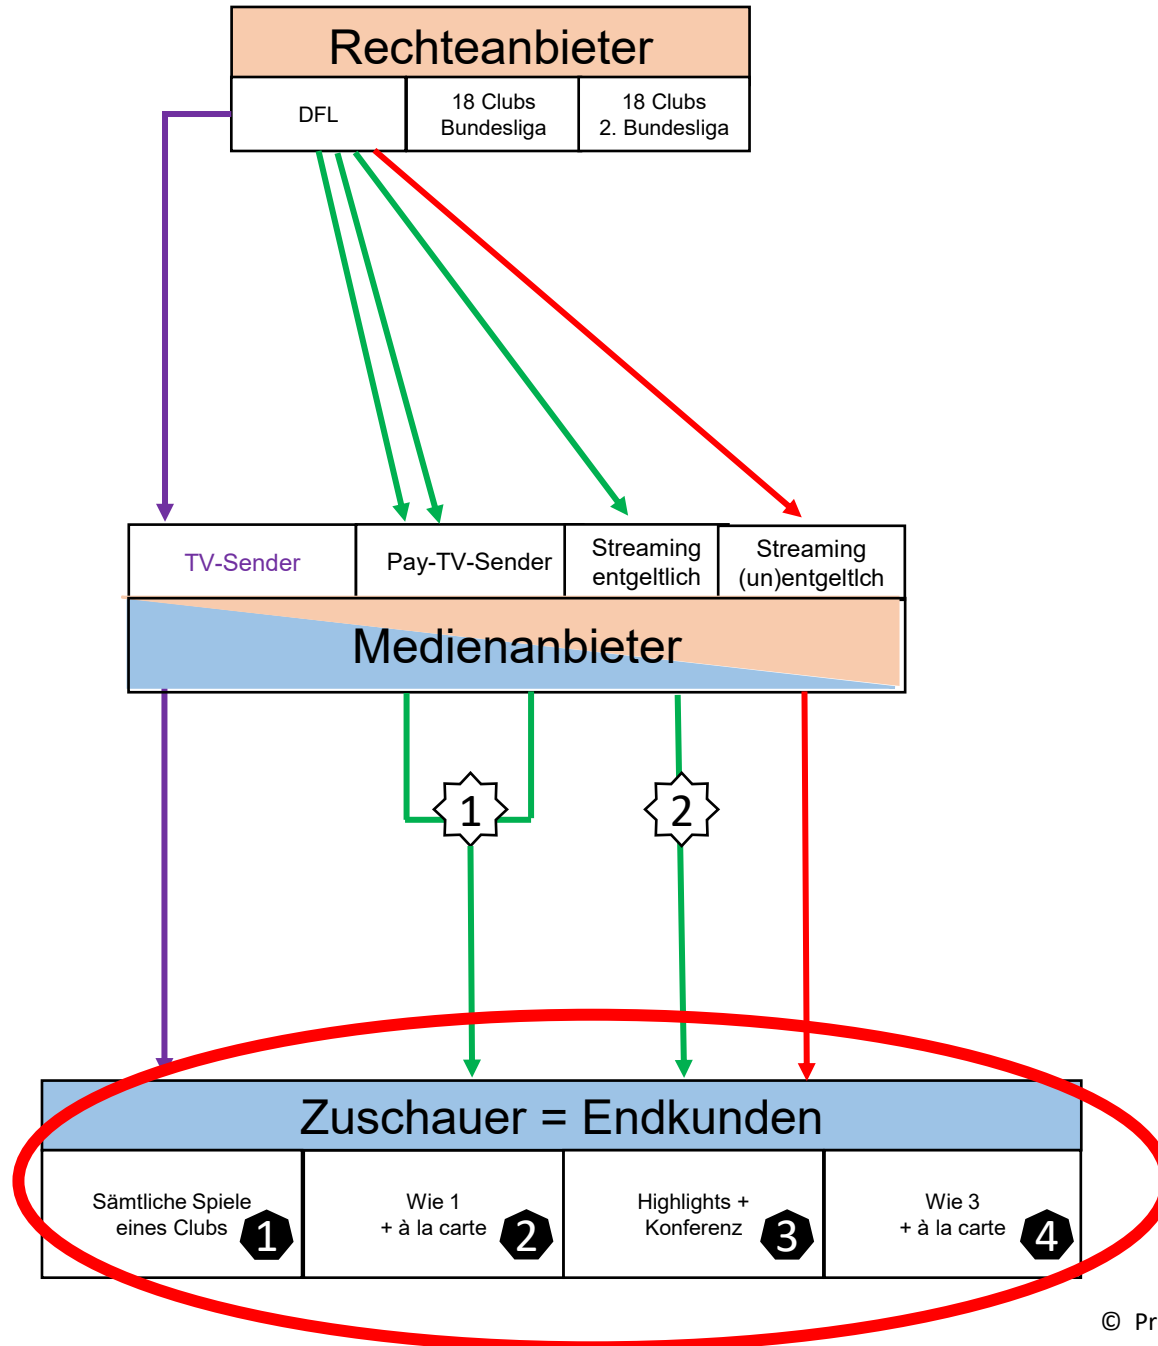 Rechteanbieter
DFL
18 Clubs
Bundesliga
18 Clubs
2. Bundesliga
TV-Sender
Pay-TV-Sender
Streaming
entgeltlich
Streaming
(un)entgeltlch
Medienanbieter
1
2
Zuschauer = Endkunden
Sämtliche Spiele
eines Clubs
1
Wie 1
+ à la carte
2
Highlights +
Konferenz
3
Wie 3
+ à la carte
4
© Pr